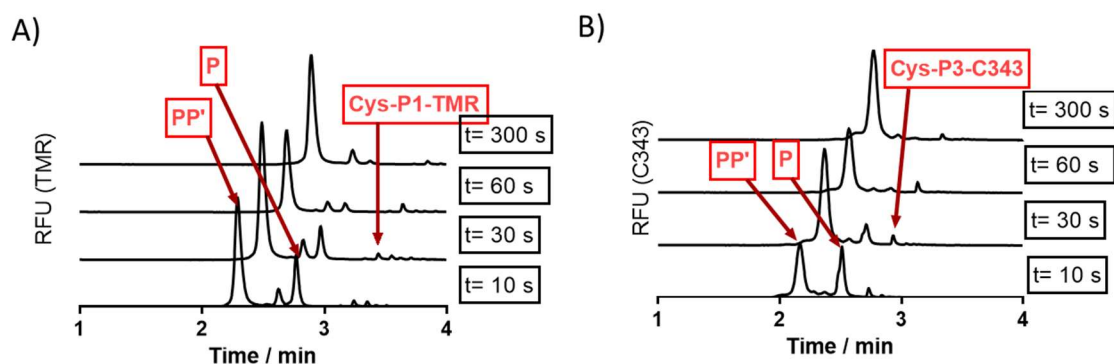 A)
P
PP'
Cys-P1-TMR
t= 300 s
t= 60 s
t= 30 s
t= 10 s
RFU (TMR)
1 2 3 4
Time / min
B)
Cys-P3-C343
PP'
P
t= 300 s
t= 60 s
t= 30 s
t= 10 s
RFU (C343)
1 2 3 4
Time / min